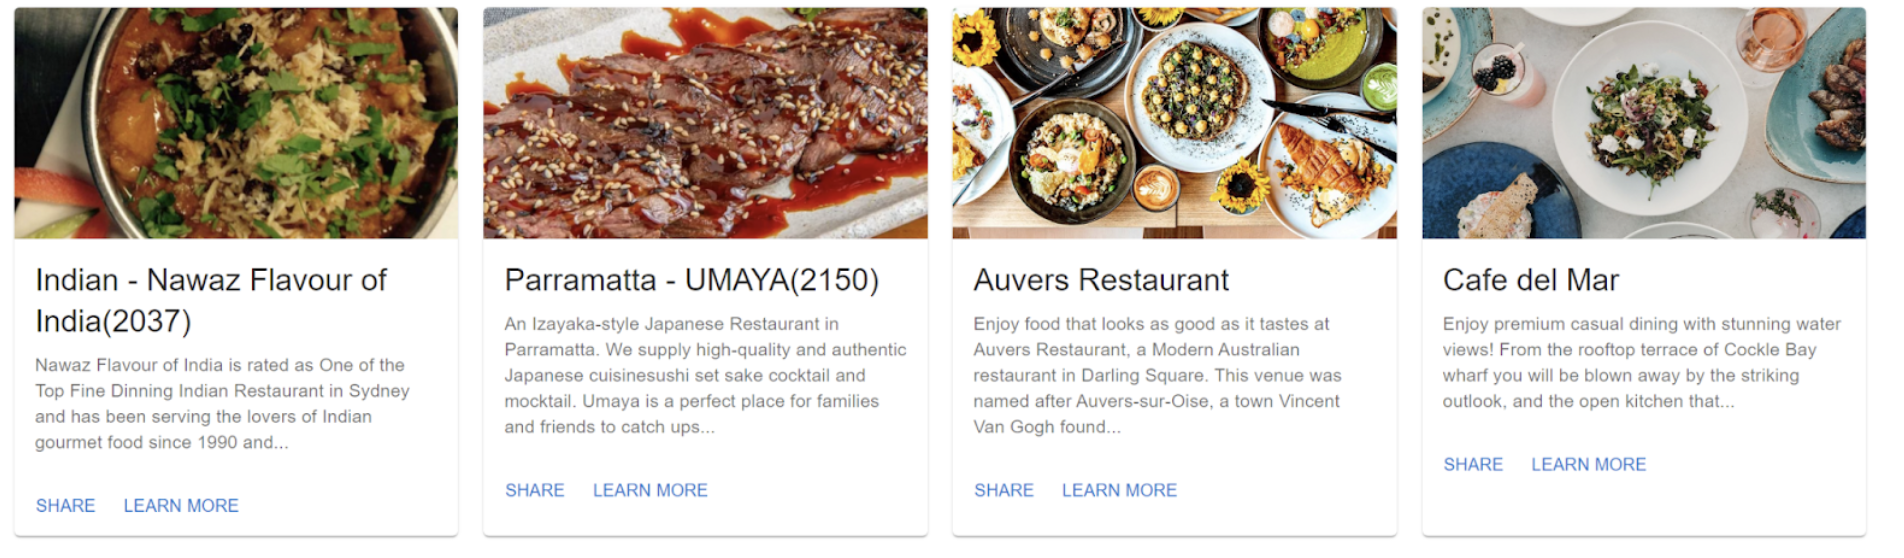 Indian - Nawaz Flavour of
India(2037)
Nawaz Flavour of India is rated as One of the
Top Fine Dinning Indian Restaurant in Sydney
and has been serving the lovers of Indian
gourmet food since 1990 and...
SHARE LEARN MORE
Parramatta - UMAYA(2150)
An Izayaka-style Japanese Restaurant in
Parramatta. We supply high-quality and authentic
Japanese cuisinesushi set sake cocktail and
mocktail. Umaya is a perfect place for families
and friends to catch ups...
SHARE LEARN MORE
Auvers Restaurant
Enjoy food that looks as good as it tastes at
Auvers Restaurant, a Modern Australian
restaurant in Darling Square. This venue was
named after Auvers-sur-Oise, a town Vincent
Van Gogh found...
SHARE LEARN MORE
Cafe del Mar
Enjoy premium casual dining with stunning water
views! From the rooftop terrace of Cockle Bay
wharf you will be blown away by the striking
outlook, and the open kitchen that...
SHARE LEARN MORE